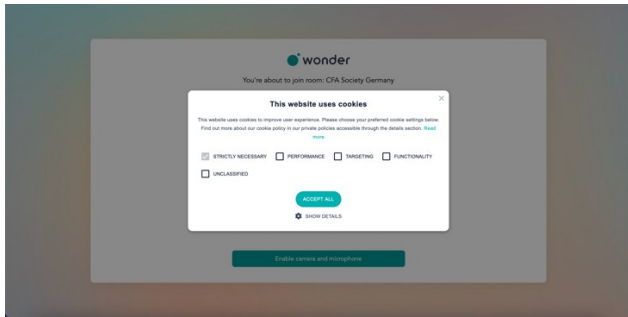 wonder
You're about to join room: CFA Society Germany
This website uses cookies
This website uses cookies to improve user experience. Please choose your preferred cookie settings below.
Find out more about our cookie policy in our private policies accessible through the details section. Read
more
STRICTLY NECESSARY PERFORMANCE TARGETING FUNCTIONALITY
UNCLASSIFIED
ACCEPT ALL
SHOW DETAILS
Enable camera and microphone